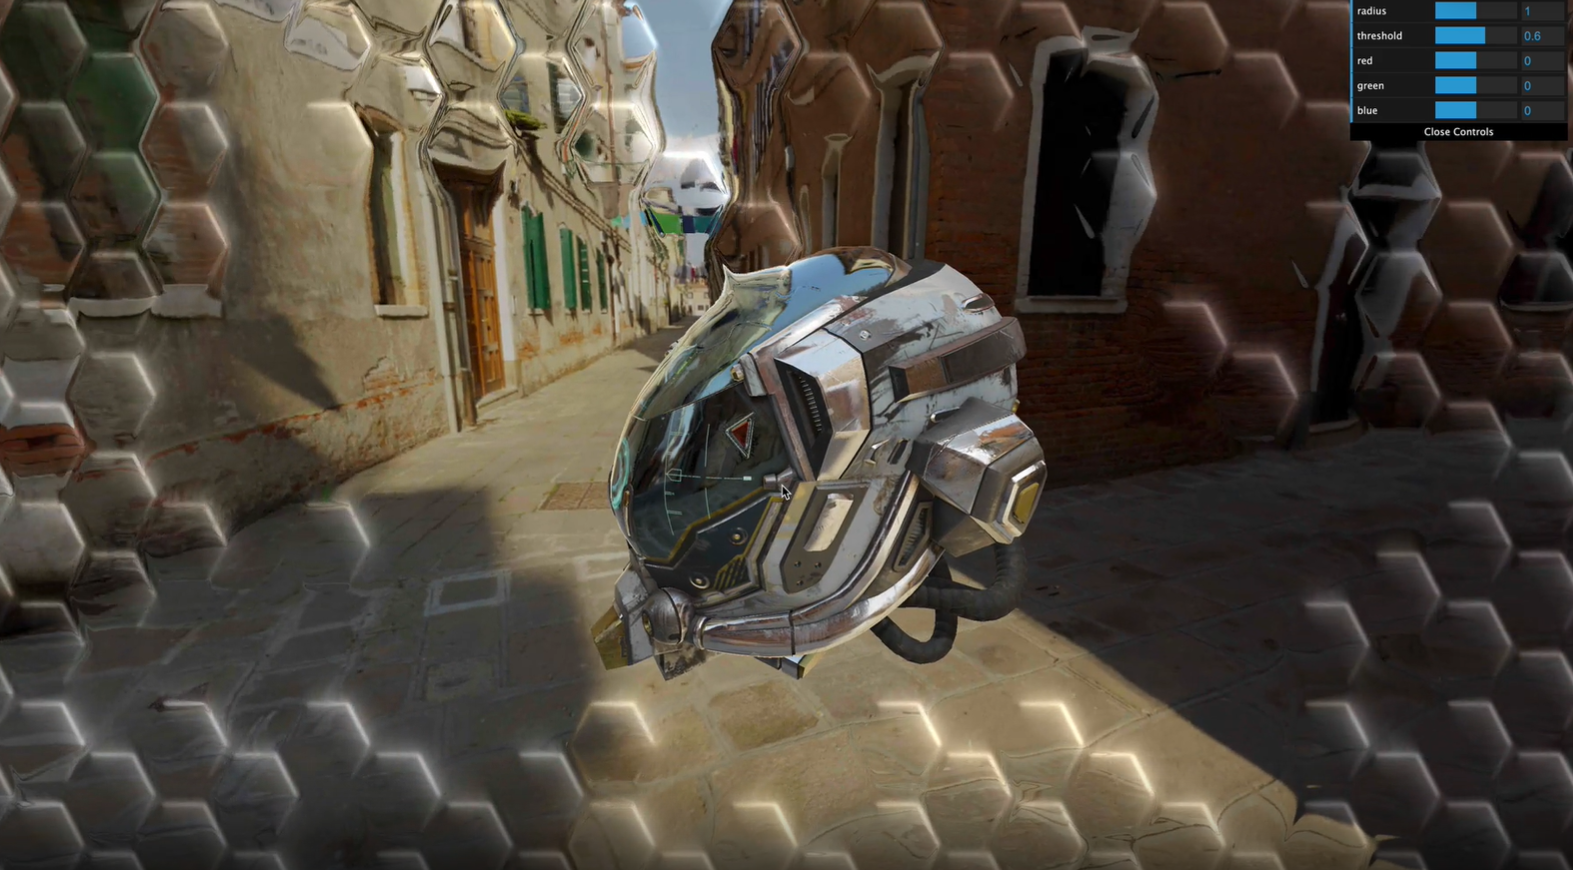 radius 1
threshold 0.6
red 0
green 0
blue 0
Close Controls